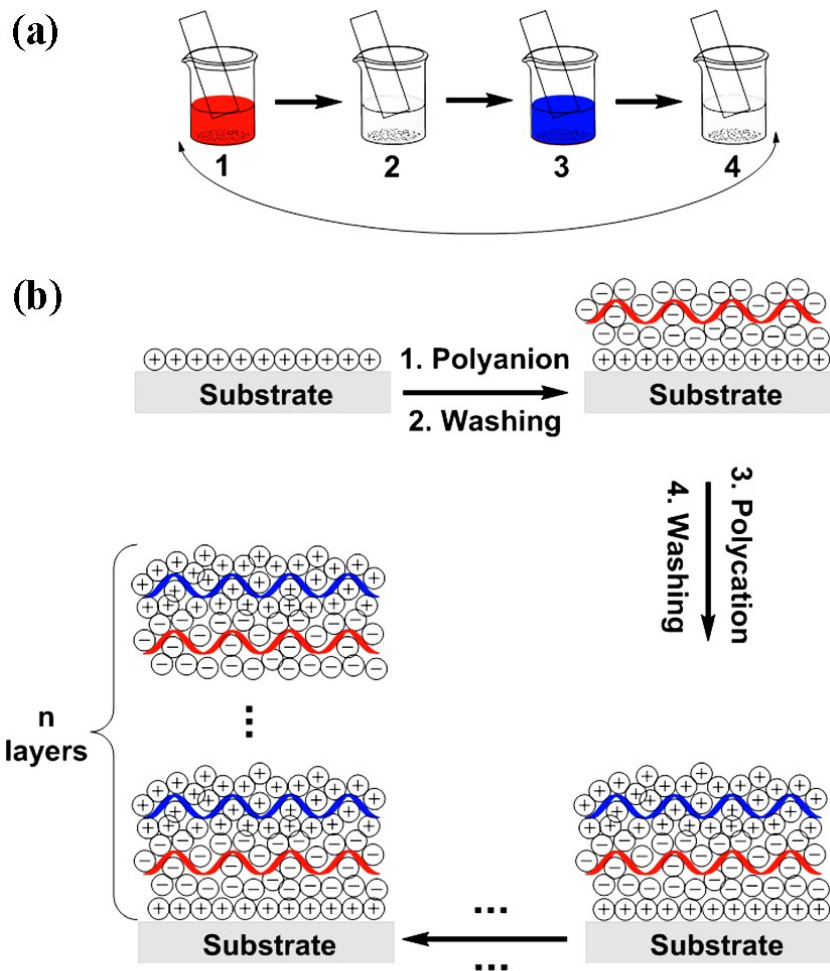 (a)
1
2
3
4
(b)
Substrate
1. Polyanion
2. Washing
Substrate
3. Polycation
4. Washing
n
layers
...
Substrate
...
...
Substrate